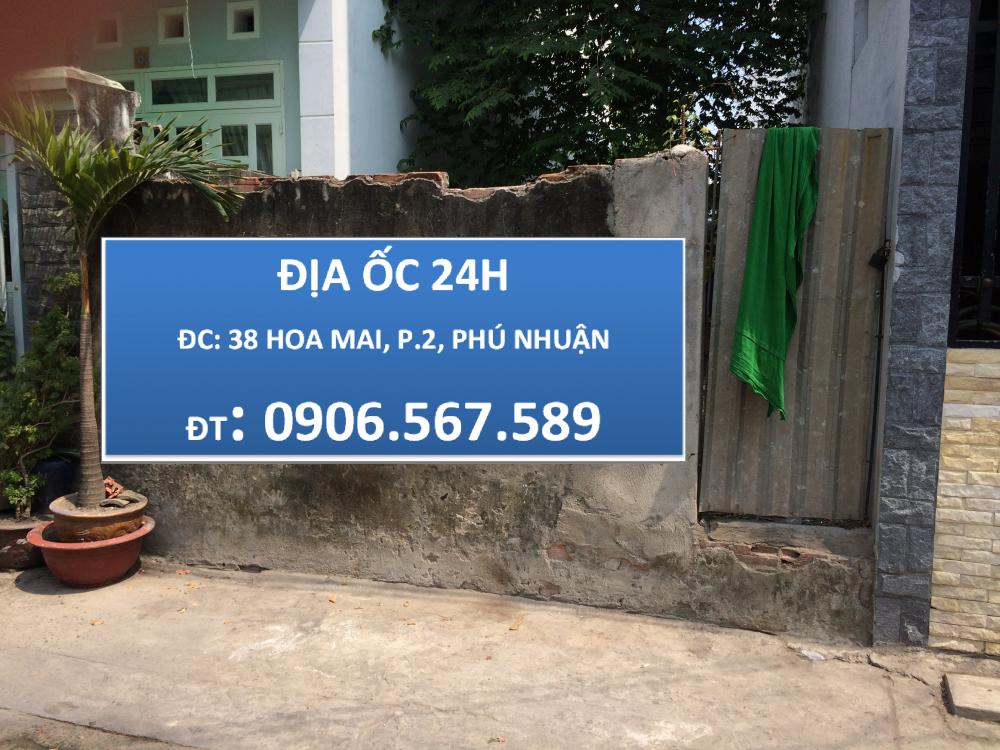 ĐỊA ỐC 24H
ĐC: 38 HOA MAI, P.2, PHÚ NHUẬN
ĐT: 0906.567.589